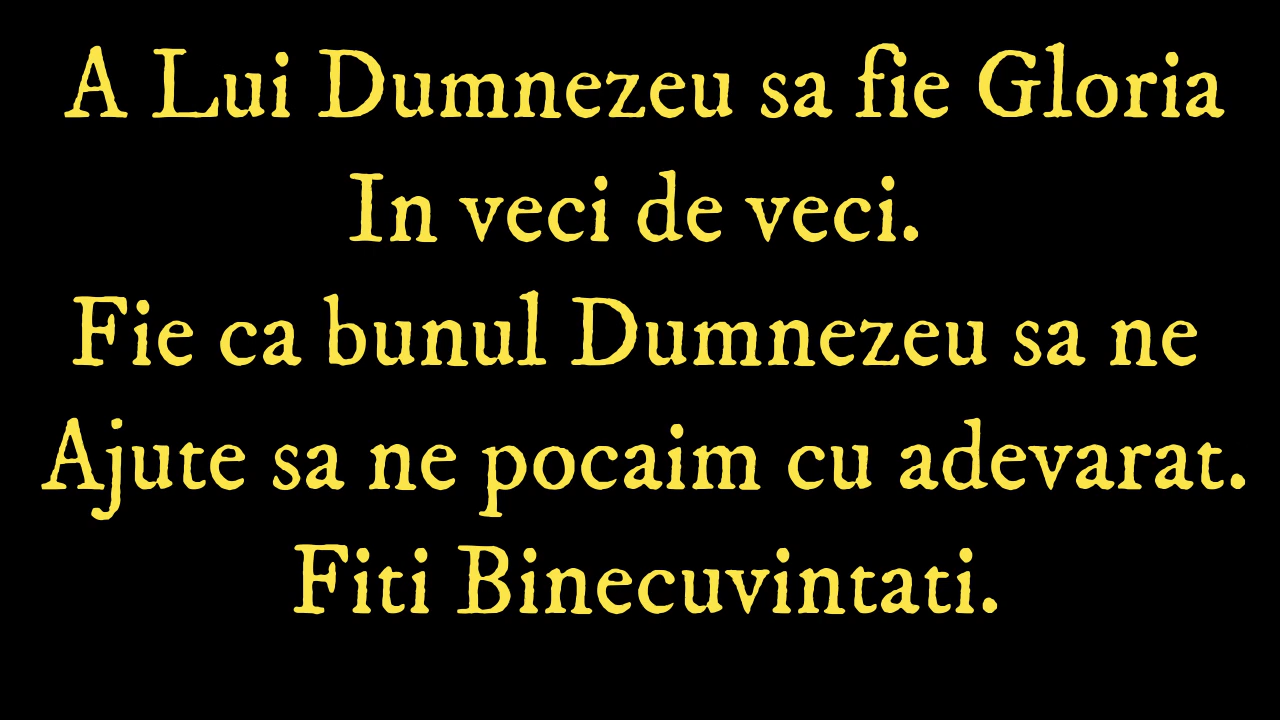 A Lui Dumnezeu sa fie Gloria
In veci de veci.
Fie ca bunul Dumnezeu sa ne
Ajute sa ne pocaim cu adevarat.
Fiti Binecuvintati.